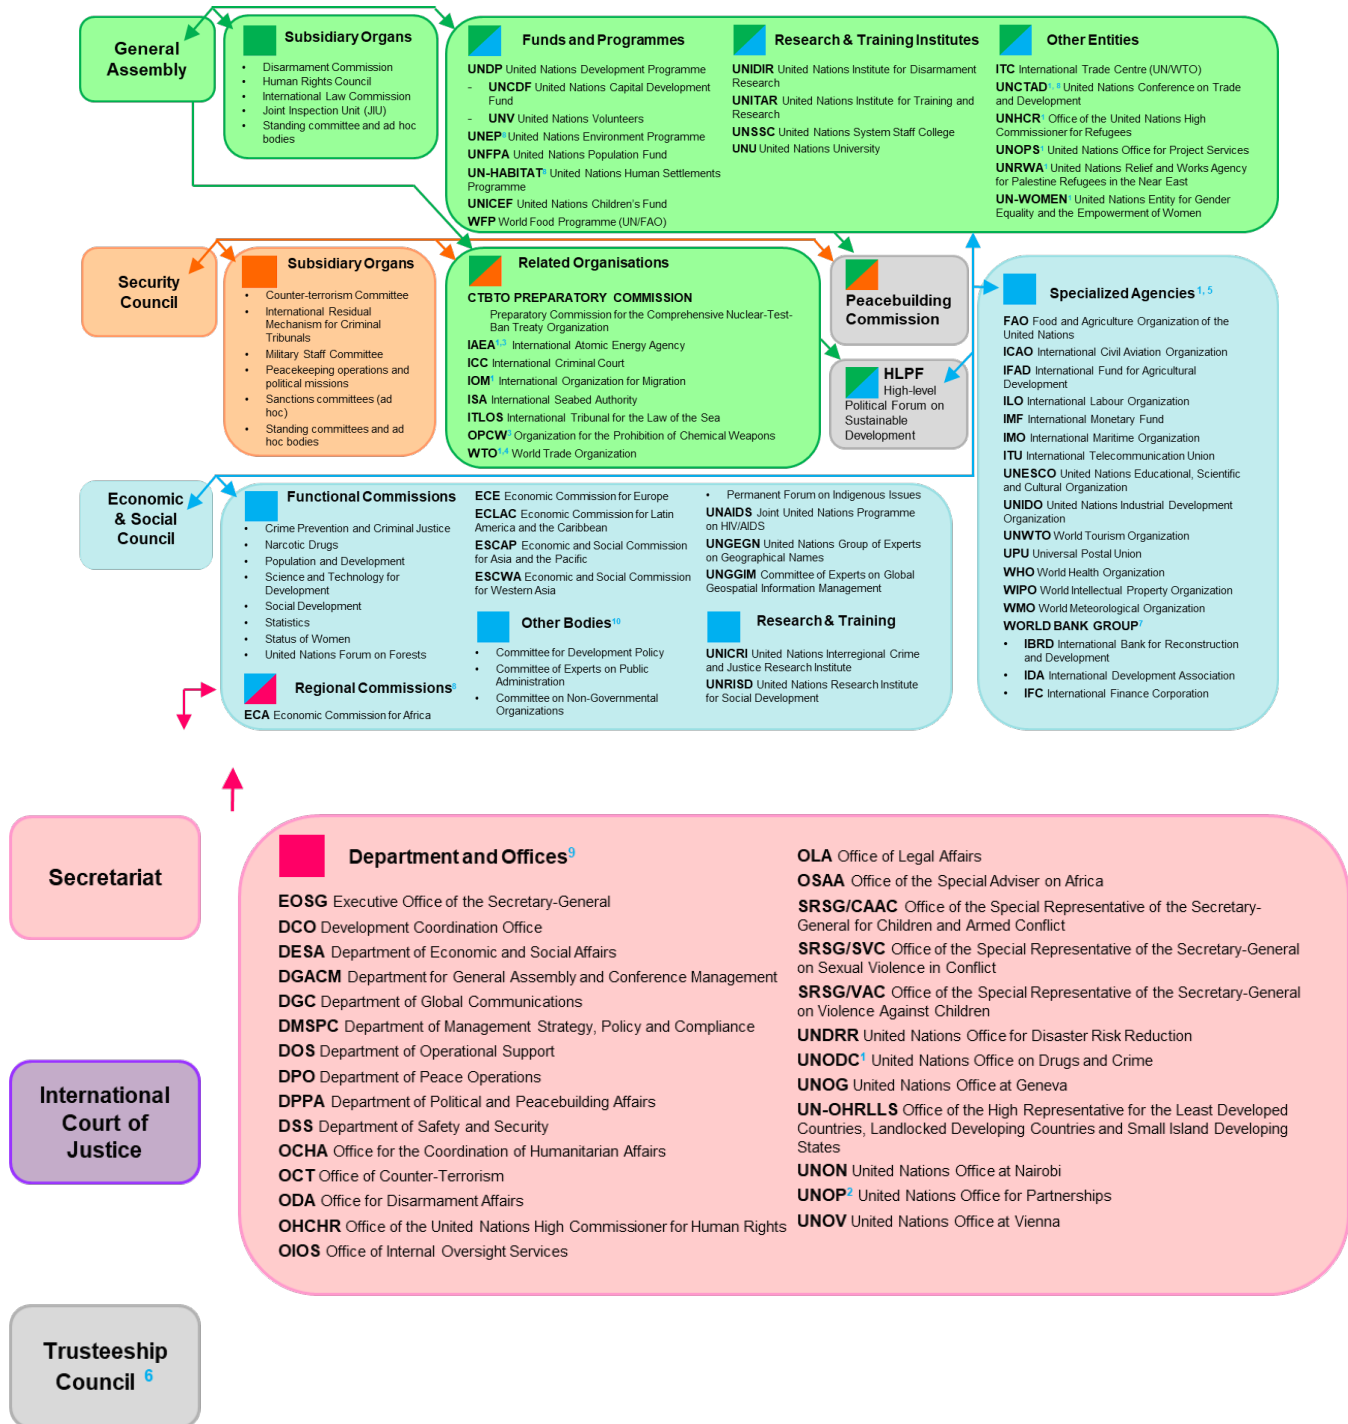 General
Assembly
Subsidiary Organs
• Disarmament Commission
• Human Rights Council
• International Law Commission
• Joint Inspection Unit (JIU)
• Standing committee and ad hoc
bodies
Funds and Programmes
UNDP United Nations Development Programme
- UNCDF United Nations Capital Development
Fund
- UNV United Nations Volunteers
UNEP8 United Nations Environment Programme
UNFPA United Nations Population Fund
UN-HABITAT8 United Nations Human Settlements
Programme
UNICEF United Nations Children's Fund
WFP World Food Programme (UN/FAO)
Research & Training Institutes
UNIDIR United Nations Institute for Disarmament
Research
UNITAR United Nations Institute for Training and
Research
UNSSC United Nations System Staff College
UNU United Nations University
Other Entities
ITC International Trade Centre (UN/WTO)
UNCTAD1, 8 United Nations Conference on Trade
and Development
UNHCR1 Office of the United Nations High
Commissioner for Refugees
UNOPS1 United Nations Office for Project Services
UNRWA1 United Nations Relief and Works Agency
for Palestine Refugees in the Near East
UN-WOMEN1 United Nations Entity for Gender
Equality and the Empowerment of Women
Security
Council
Subsidiary Organs
• Counter-terrorism Committee
• International Residual
Mechanism for Criminal
Tribunals
• Military Staff Committee
• Peacekeeping operations and
political missions
• Sanctions committees (ad
hoc)
• Standing committees and ad
hoc bodies
Related Organisations
CTBTO PREPARATORY COMMISSION
Preparatory Commission for the Comprehensive Nuclear-Test-
Ban Treaty Organization
IAEA1,3 International Atomic Energy Agency
ICC International Criminal Court
IOM1 International Organization for Migration
ISA International Seabed Authority
ITLOS International Tribunal for the Law of the Sea
OPCW3 Organization for the Prohibition of Chemical Weapons
WTO1,4 World Trade Organization
Peacebuilding
Commission
HLPF
High-level
Political Forum on
Sustainable
Development
Specialized Agencies1, 5
FAO Food and Agriculture Organization of the
United Nations
ICAO International Civil Aviation Organization
IFAD International Fund for Agricultural
Development
ILO International Labour Organization
IMF International Monetary Fund
IMO International Maritime Organization
ITU International Telecommunication Union
UNESCO United Nations Educational, Scientific
and Cultural Organization
UNIDO United Nations Industrial Development
Organization
UNWTO World Tourism Organization
UPU Universal Postal Union
WHO World Health Organization
WIPO World Intellectual Property Organization
WMO World Meteorological Organization
WORLD BANK GROUP7
• IBRD International Bank for Reconstruction
and Development
• IDA International Development Association
• IFC International Finance Corporation
Economic
& Social
Council
Functional Commissions
• Crime Prevention and Criminal Justice
• Narcotic Drugs
• Population and Development
• Science and Technology for
Development
• Social Development
• Statistics
• Status of Women
• United Nations Forum on Forests
Regional Commissions8
ECA Economic Commission for Africa
ECE Economic Commission for Europe
ECLAC Economic Commission for Latin
America and the Caribbean
ESCAP Economic and Social Commission
for Asia and the Pacific
ESCWA Economic and Social Commission
for Western Asia
Other Bodies10
• Committee for Development Policy
• Committee of Experts on Public
Administration
• Committee on Non-Governmental
Organizations
• Permanent Forum on Indigenous Issues
UNAIDS Joint United Nations Programme
on HIV/AIDS
UNGEGN United Nations Group of Experts
on Geographical Names
UNGGIM Committee of Experts on Global
Geospatial Information Management
Research & Training
UNICRI United Nations Interregional Crime
and Justice Research Institute
UNRISD United Nations Research Institute
for Social Development
Secretariat
Department and Offices9
EOSG Executive Office of the Secretary-General
DCO Development Coordination Office
DESA Department of Economic and Social Affairs
DGACM Department for General Assembly and Conference Management
DGC Department of Global Communications
DMSPC Department of Management Strategy, Policy and Compliance
DOS Department of Operational Support
DPO Department of Peace Operations
DPPA Department of Political and Peacebuilding Affairs
DSS Department of Safety and Security
OCHA Office for the Coordination of Humanitarian Affairs
OCT Office of Counter-Terrorism
ODA Office for Disarmament Affairs
OHCHR Office of the United Nations High Commissioner for Human Rights
OIOS Office of Internal Oversight Services
OLA Office of Legal Affairs
OSAA Office of the Special Adviser on Africa
SRSG/CAAC Office of the Special Representative of the Secretary-
General for Children and Armed Conflict
SRSG/SVC Office of the Special Representative of the Secretary-General
on Sexual Violence in Conflict
SRSG/VAC Office of the Special Representative of the Secretary-General
on Violence Against Children
UNDRR United Nations Office for Disaster Risk Reduction
UNODC1 United Nations Office on Drugs and Crime
UNOG United Nations Office at Geneva
UN-OHRLLS Office of the High Representative for the Least Developed
Countries, Landlocked Developing Countries and Small Island Developing
States
UNON United Nations Office at Nairobi
UNOP2 United Nations Office for Partnerships
UNOV United Nations Office at Vienna
International
Court of
Justice
Trusteeship
Council 6